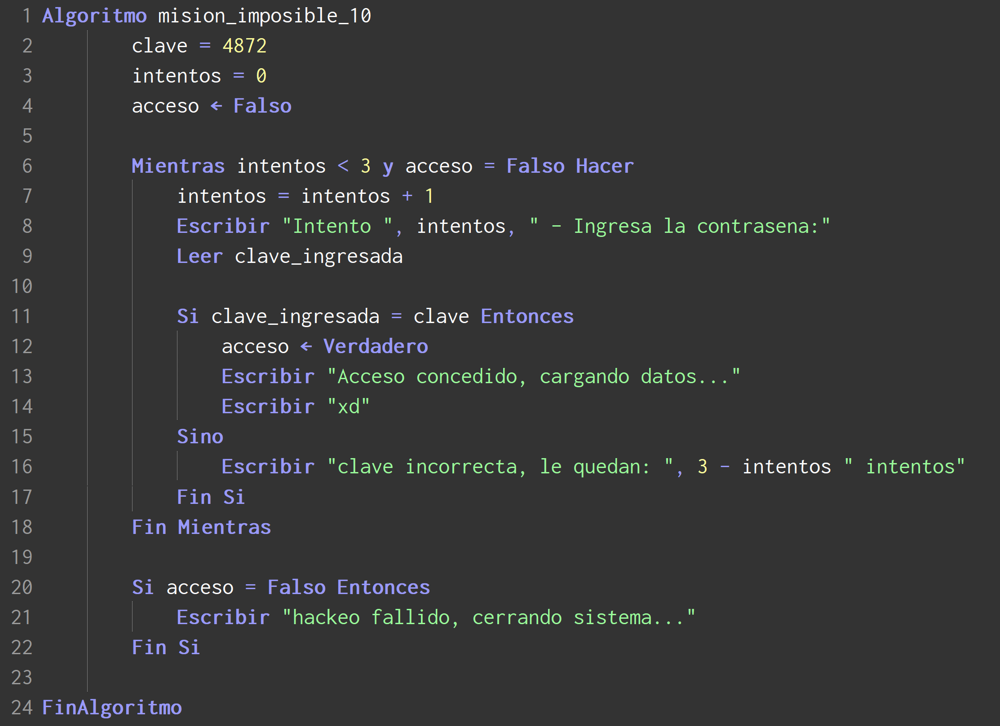 1 Algoritmo mision_imposible_10
2 clave = 4872
3 intentos = 0
4 acceso ← Falso
5
6 Mientras intentos < 3 y acceso = Falso Hacer
7 intentos = intentos + 1
8 Escribir "Intento ", intentos, " - Ingresa la contrasena:"
9 Leer clave_ingresada
10
11 Si clave_ingresada = clave Entonces
12 acceso ← Verdadero
13 Escribir "Acceso concedido, cargando datos..."
14 Escribir "xd"
15 Sino
16 Escribir "clave incorrecta, le quedan: ", 3 - intentos " intentos"
17 Fin Si
18 Fin Mientras
19
20 Si acceso = Falso Entonces
21 Escribir "hackeo fallido, cerrando sistema..."
22 Fin Si
23
24 FinAlgoritmo